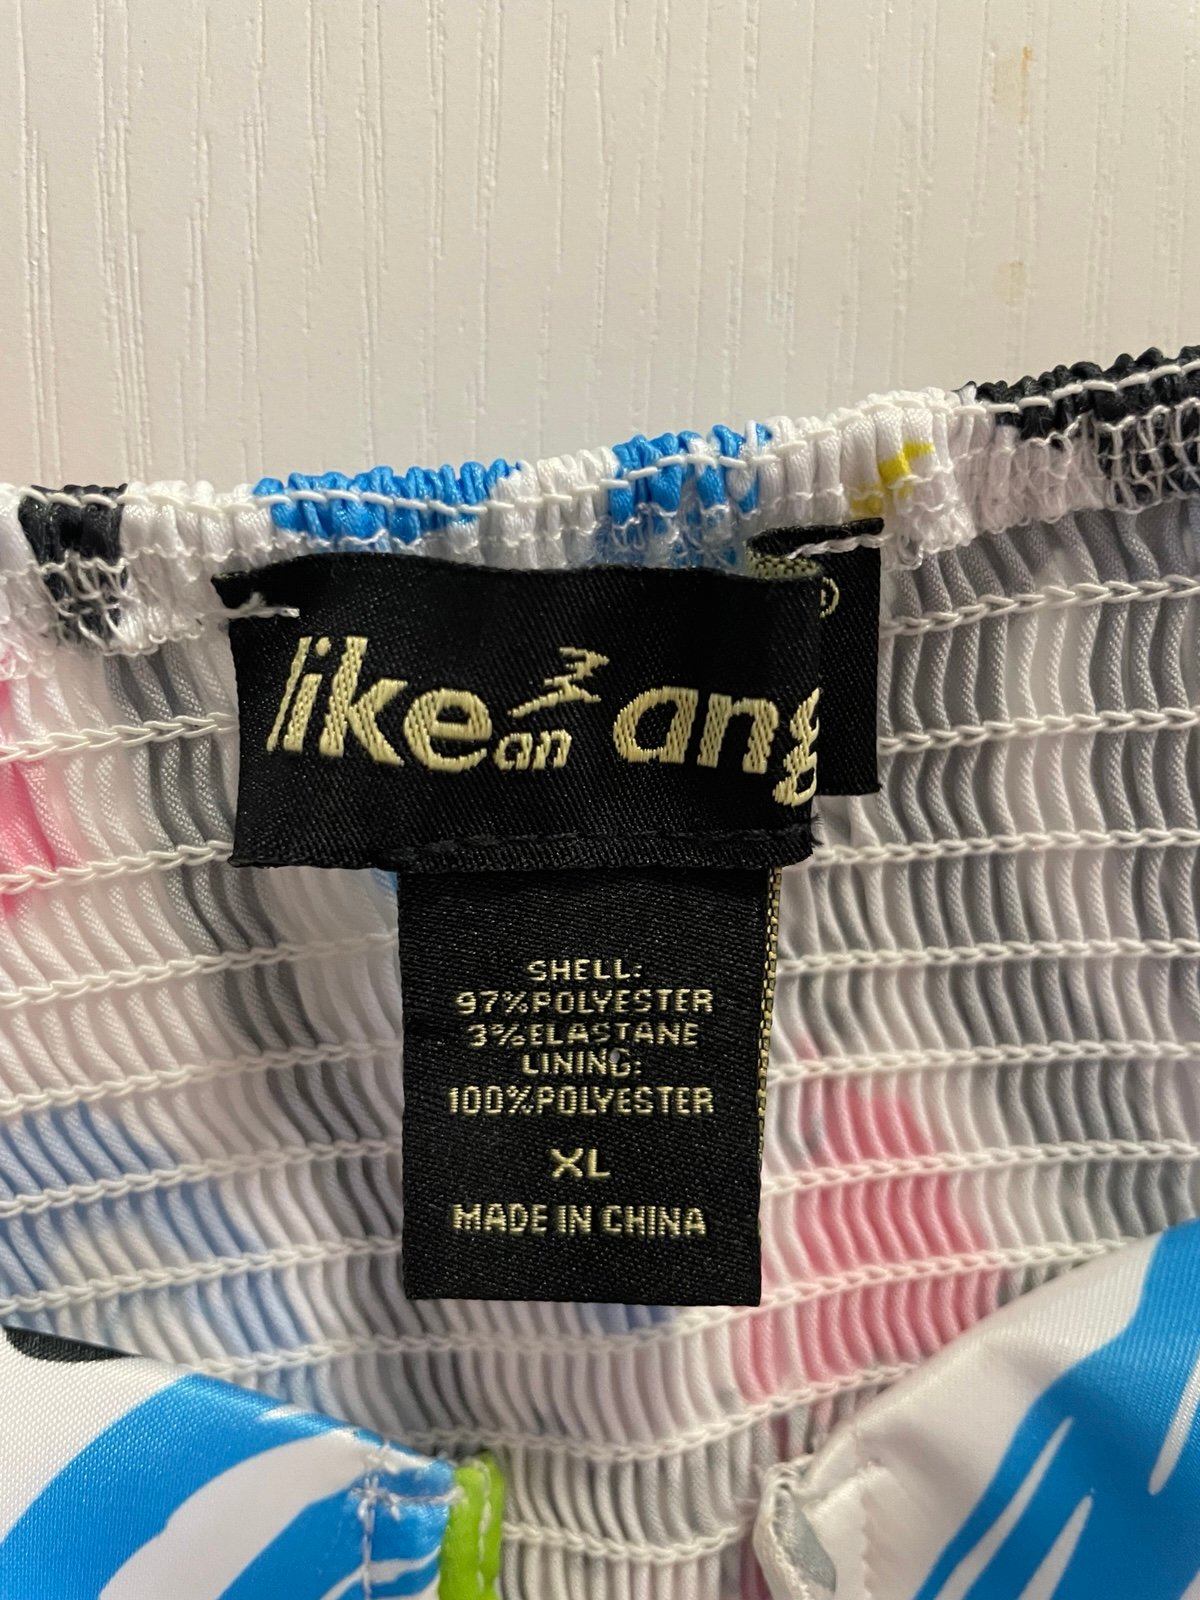 like an ang
®
SHELL:
97%POLYESTER
3%ELASTANE
LINING:
100%POLYESTER
XL
MADE IN CHINA